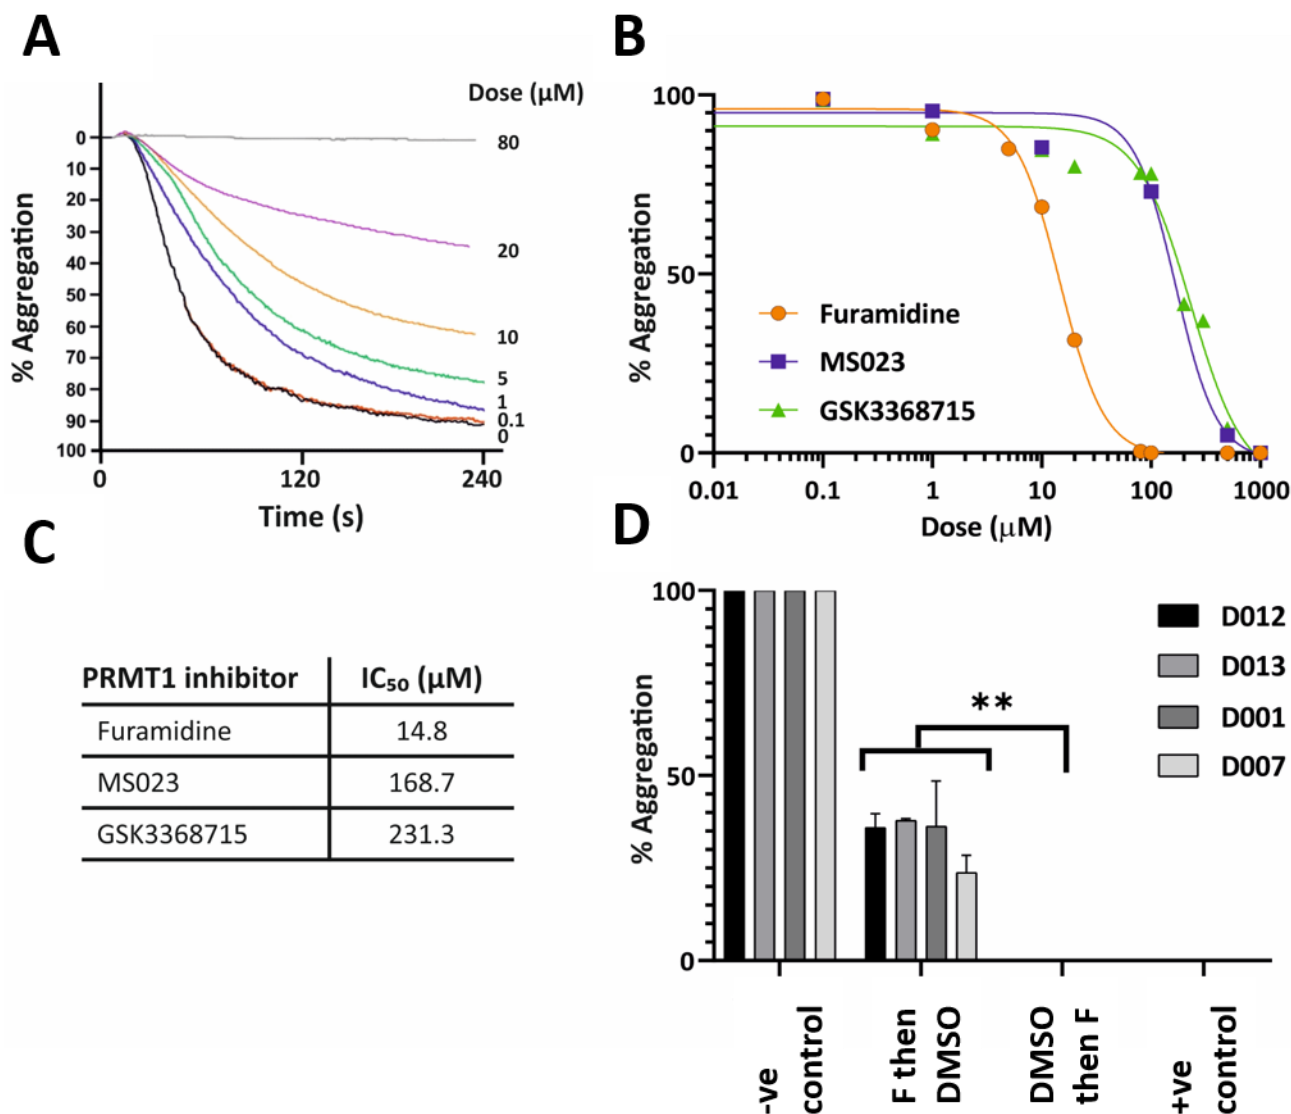 A
Dose (μM)
0
10
20
30
40
50
60
70
80
90
100
% Aggregation
80
20
10
5
1
0.1
0
0
120
240
Time (s)
B
100
50
0
% Aggregation
Furamidine
MS023
GSK3368715
0.01
0.1
1
10
100
1000
Dose (μM)
C
PRMT1 inhibitor IC₅₀ (μM)
Furamidine 14.8
MS023 168.7
GSK3368715 231.3
D
100
50
0
% Aggregation
**
D012
D013
D001
D007
-ve
control
F then
DMSO
DMSO
then F
+ve
control